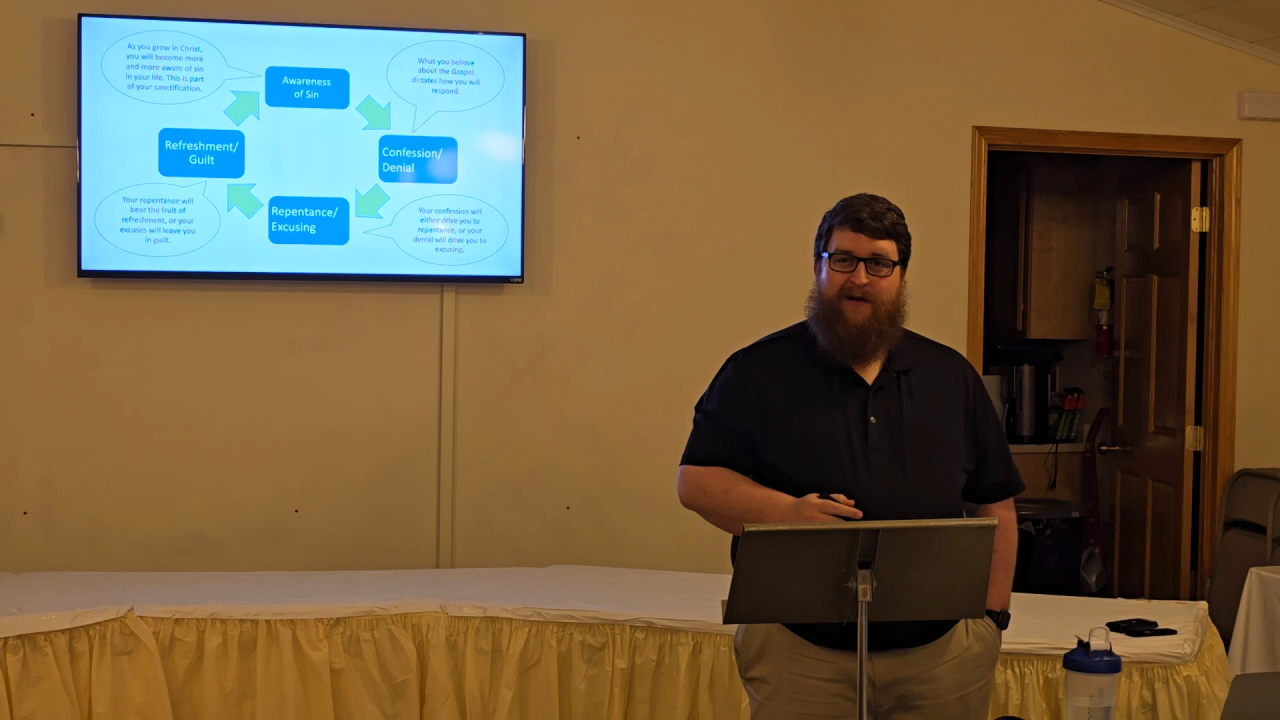 As you grow in Christ,
you will become more
and more aware of sin
in your life. This is part
of your sanctification.
Awareness
of Sin
What you believe
about the Gospel
dictates how you will
respond.
Refreshment/
Guilt
Confession/
Denial
Your repentance will
bear the fruit of
refreshment, or your
excuses will leave you
in guilt.
Repentance/
Excusing
Your confession will
either drive you to
repentance, or your
denial will drive you to
excusing.